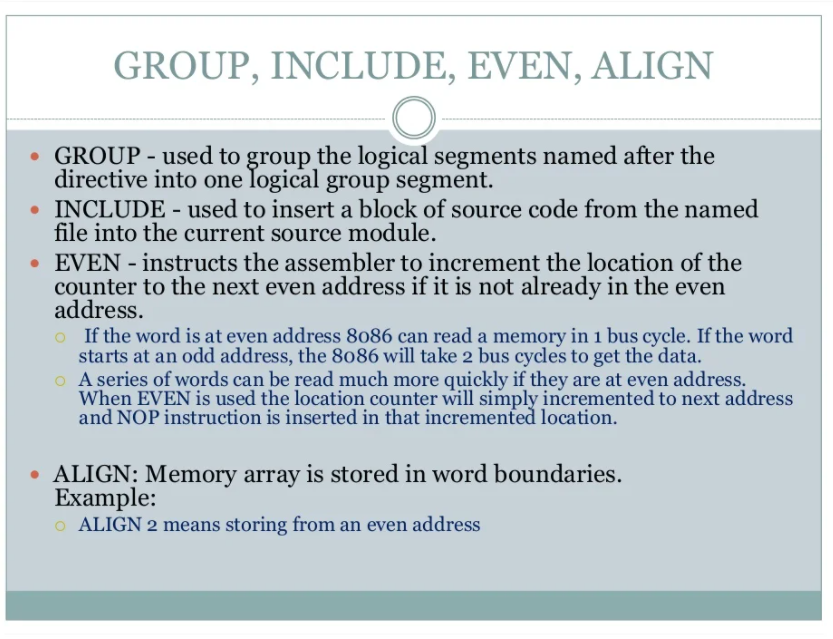 GROUP, INCLUDE, EVEN, ALIGN
GROUP - used to group the logical segments named after the
directive into one logical group segment.
INCLUDE - used to insert a block of source code from the named
file into the current source module.
EVEN - instructs the assembler to increment the location of the
counter to the next even address if it is not already in the even
address.
If the word is at even address 8086 can read a memory in 1 bus cycle. If the word
starts at an odd address, the 8086 will take 2 bus cycles to get the data.
A series of words can be read much more quickly if they are at even address.
When EVEN is used the location counter will simply incremented to next address
and NOP instruction is inserted in that incremented location.
ALIGN: Memory array is stored in word boundaries.
Example:
ALIGN 2 means storing from an even address